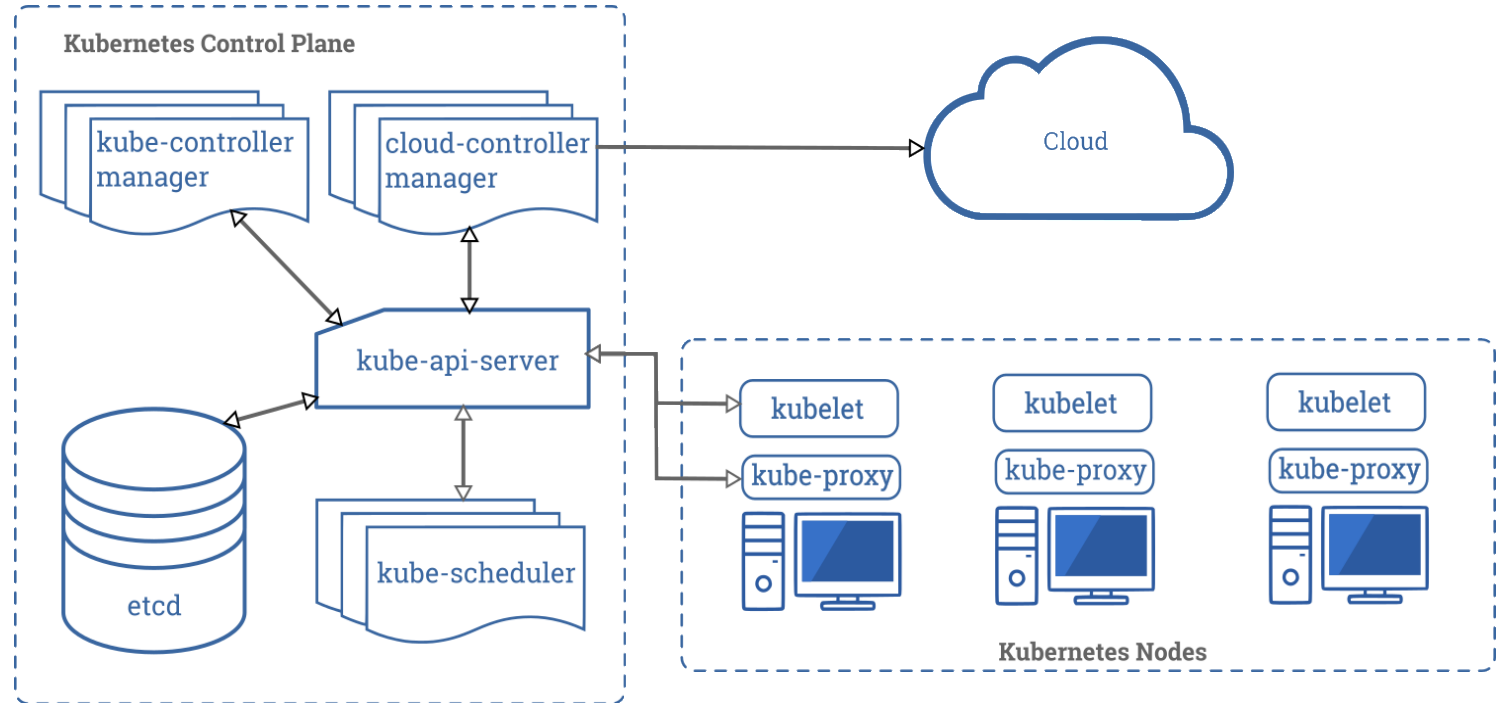 Kubernetes Control Plane
kube-controller
manager
cloud-controller
manager
Cloud
kube-api-server
etcd
kube-scheduler
kubelet
kubelet
kubelet
kube-proxy
kube-proxy
kube-proxy
Kubernetes Nodes